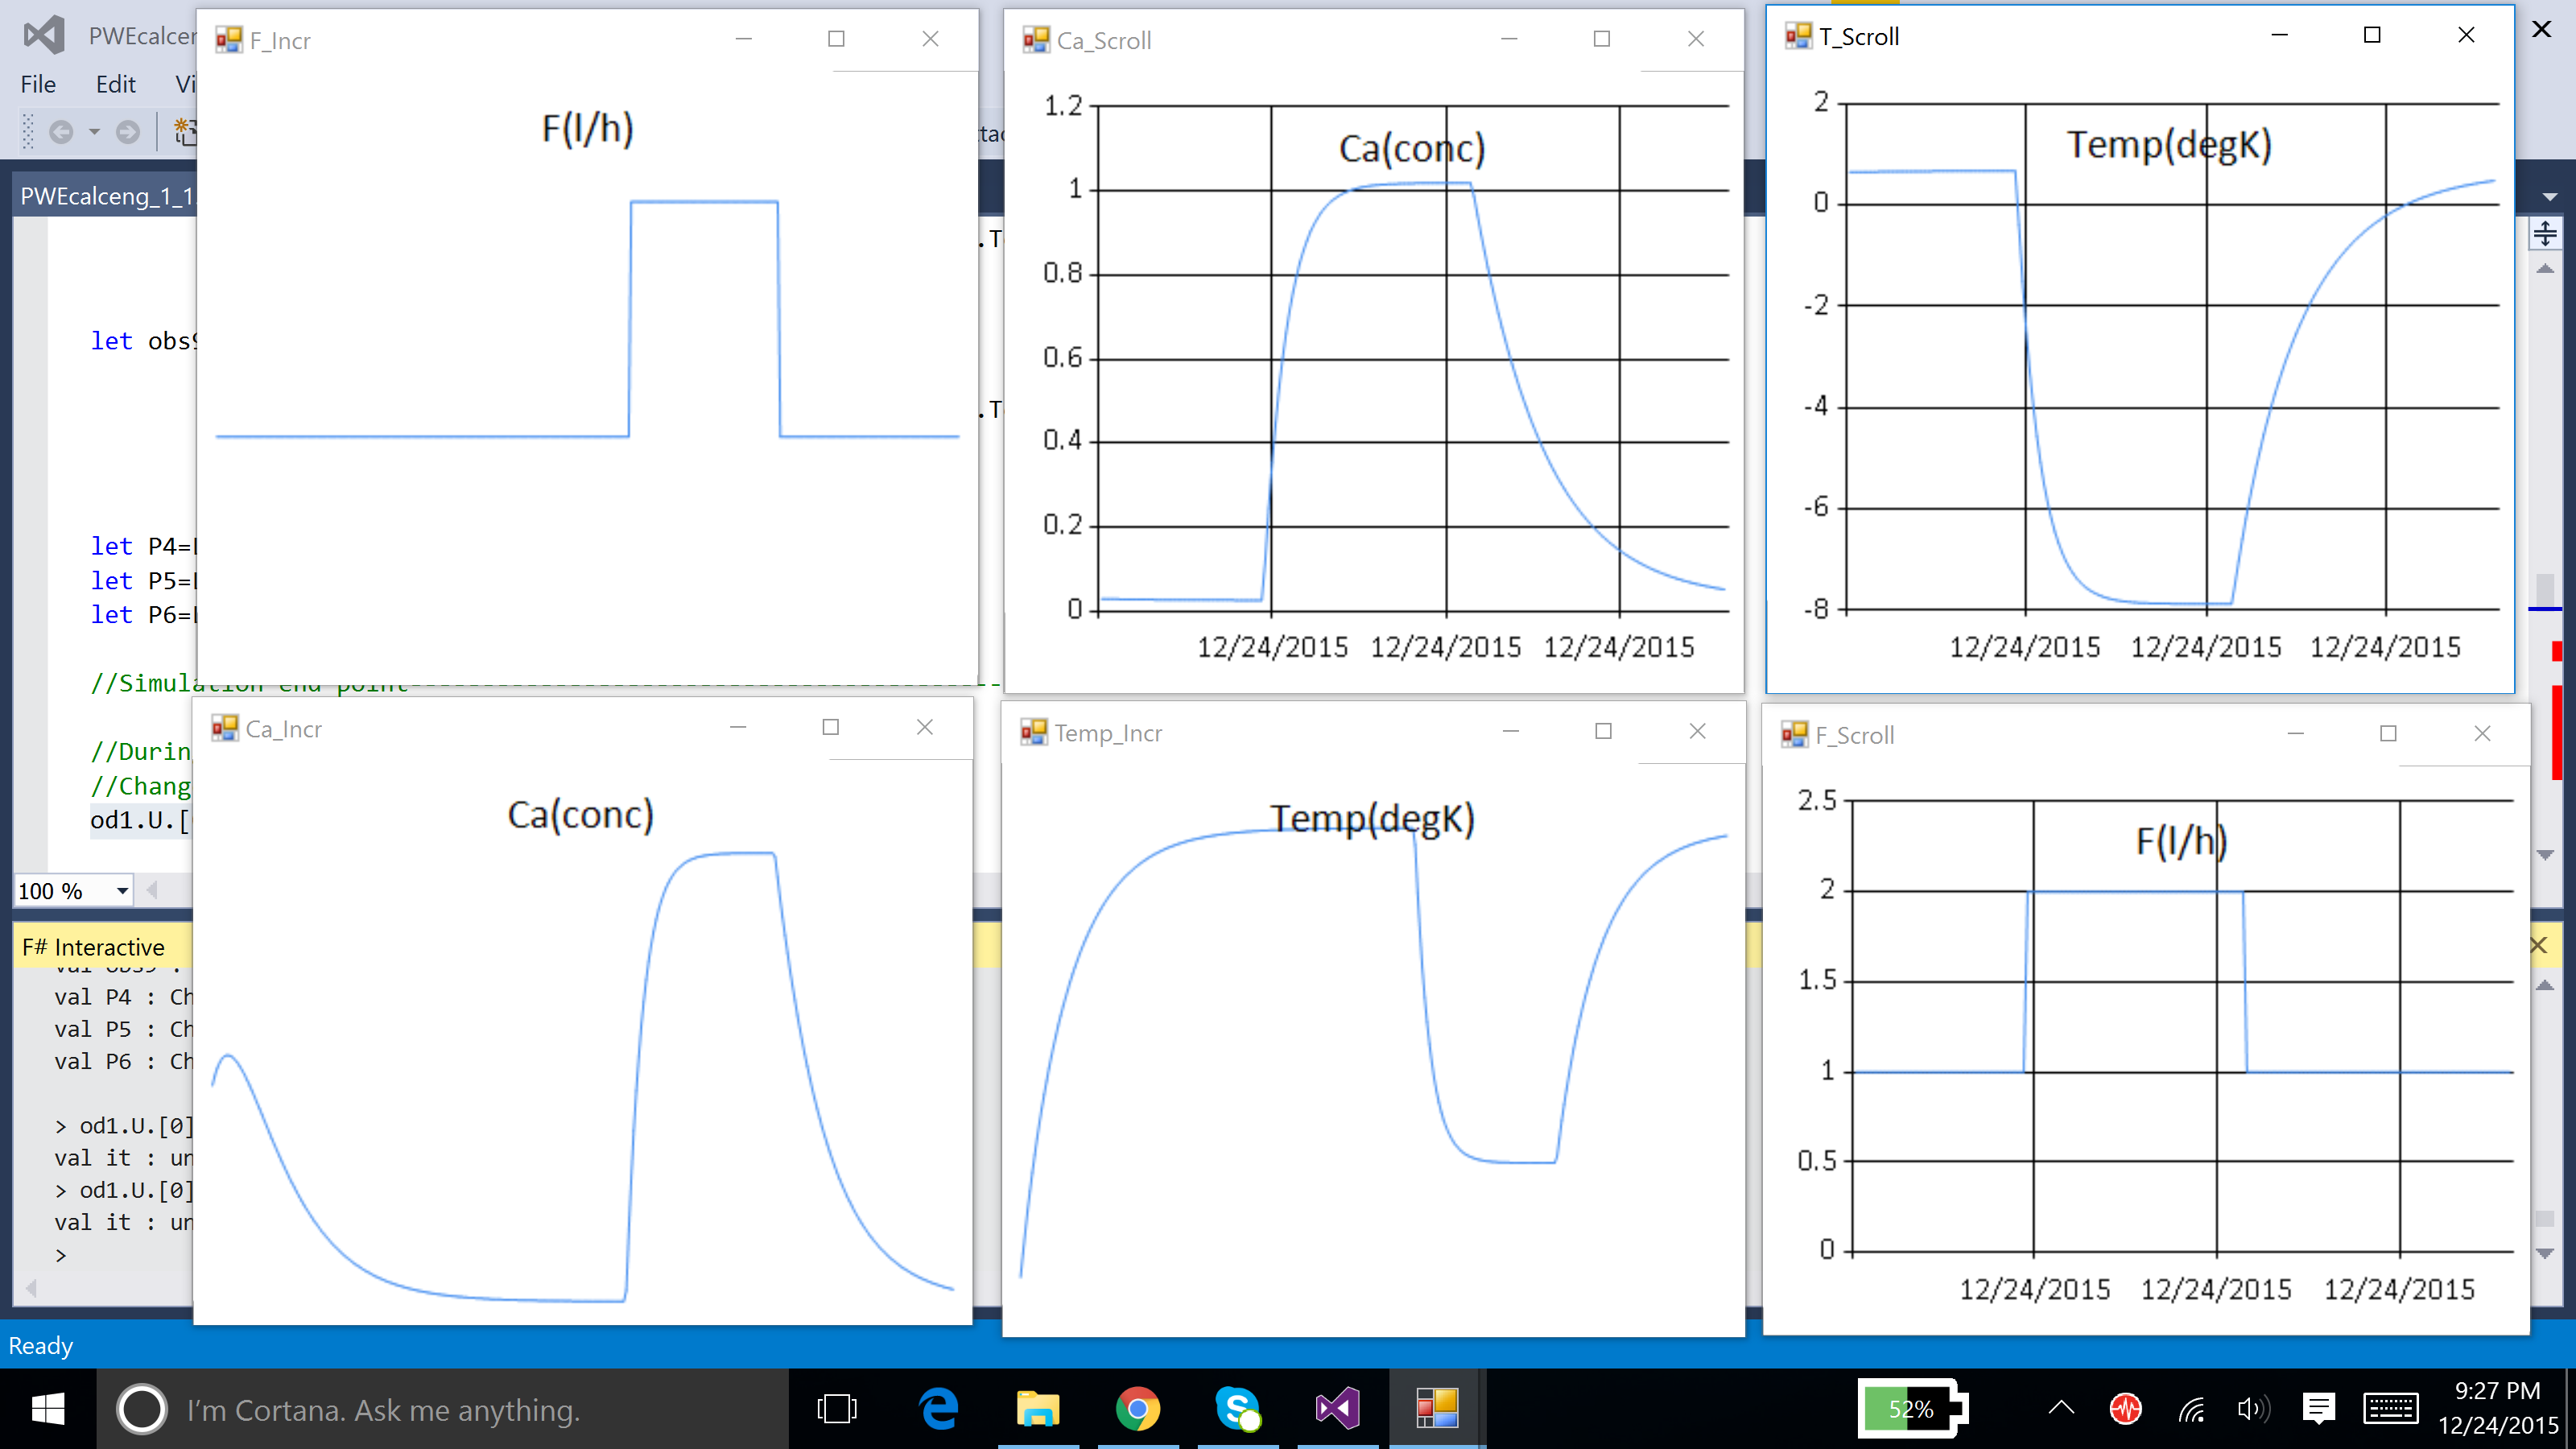 PWEcalcen
File Edit Vi
PWEcalceng_1_1
F_Incr
F(l/h)
Ca_Scroll
1.2
Ca(conc)
1
0.8
0.6
0.4
0.2
0
12/24/2015 12/24/2015 12/24/2015
T_Scroll
2
Temp(degK)
0
-2
-4
-6
-8
12/24/2015 12/24/2015 12/24/2015
let obs9
let P4=
let P5=
let P6=
//Simulation end point
//Durin
//Chang
od1.U.[
100 %
Ca_Incr
Ca(conc)
Temp_Incr
Temp(degK)
F_Scroll
2.5
F(l/h)
2
1.5
1
0.5
0
12/24/2015 12/24/2015 12/24/2015
F# Interactive
val obs9 :
val P4 : Ch
val P5 : Ch
val P6 : Ch
> od1.U.[0]
val it : un
> od1.U.[0]
val it : un
>
Ready
I'm Cortana. Ask me anything.
52%
9:27 PM
12/24/2015